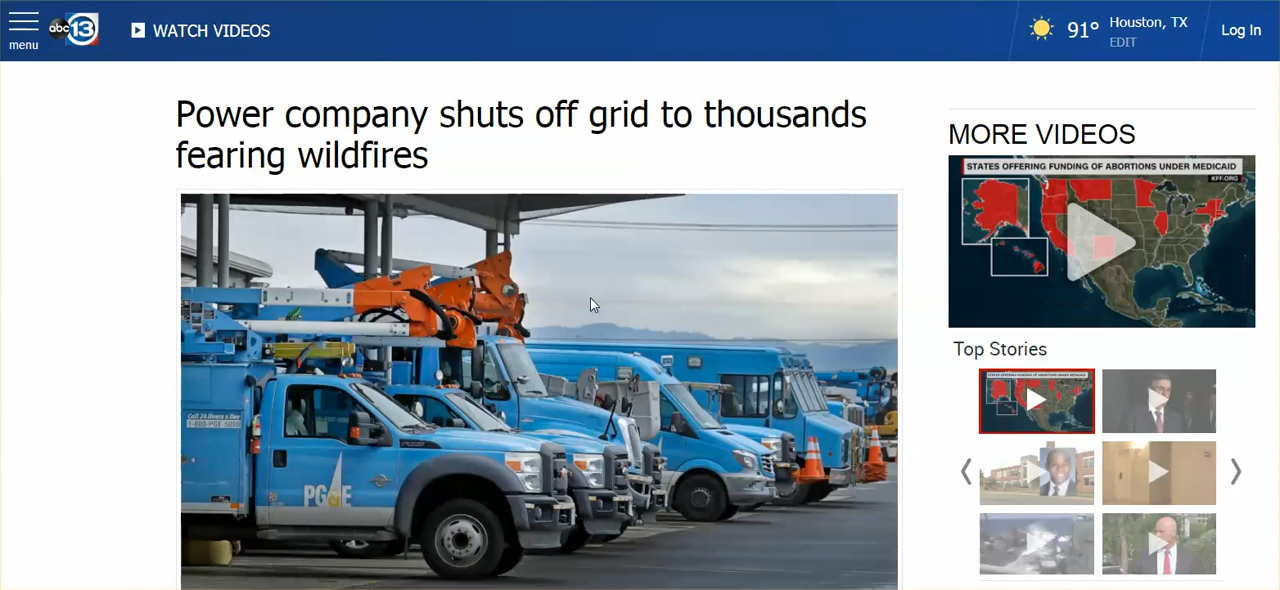 menu
abc 13
WATCH VIDEOS
91°
Houston, TX
EDIT
Log In
Power company shuts off grid to thousands
fearing wildfires
Call 24 Hours a Day
1-800-PGE-5000
PG&E
MORE VIDEOS
STATES OFFERING FUNDING OF ABORTIONS UNDER MEDICAID
KFF.ORG
Top Stories